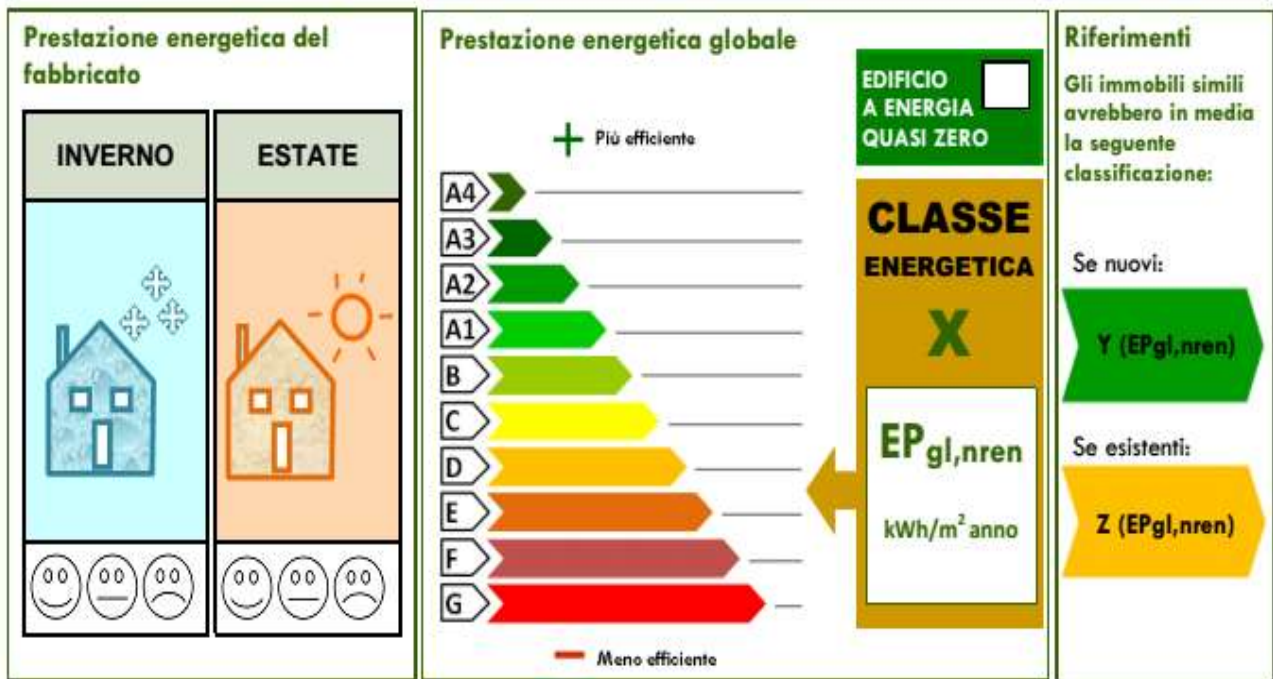 Prestazione energetica del
fabbricato
INVERNO
ESTATE
Prestazione energetica globale
Più efficiente
A4
A3
A2
A1
B
C
D
E
F
G
Meno efficiente
EDIFICIO
A ENERGIA
QUASI ZERO
CLASSE
ENERGETICA
X
EPgl,nren
kWh/m² anno
Riferimenti
Gli immobili simili
avrebbero in media
la seguente
classificazione:
Se nuovi:
Y (EPgl,nren)
Se esistenti:
Z (EPgl,nren)